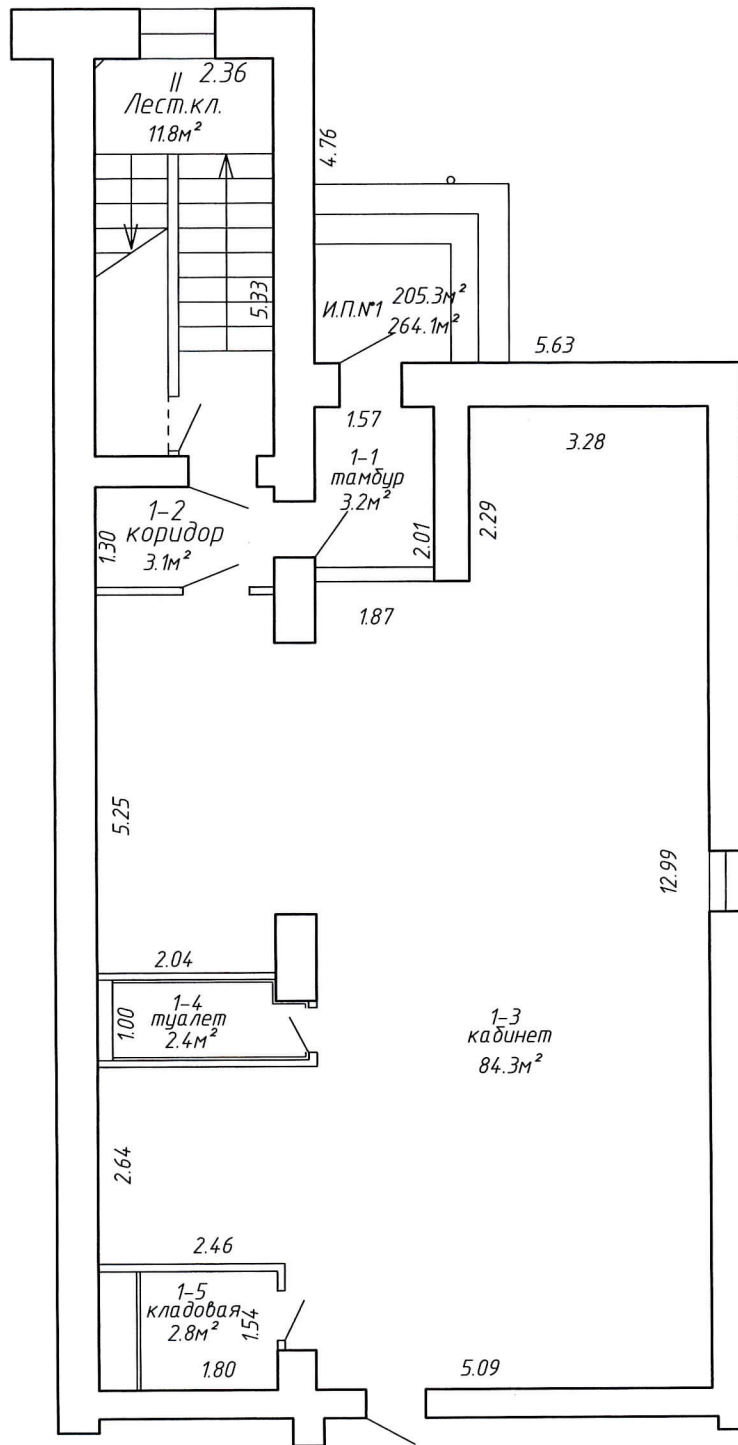 II
2.36
Лест.кл.
11.8м²
4.76
5.33
И.П.№1
205.3м²
264.1м²
5.63
1.57
3.28
1-1
тамбур
3.2м²
2.01
2.29
1-2
коридор
3.1м²
1.30
1.87
5.25
12.99
2.04
1-4
туалет
2.4м²
1.00
1-3
кабинет
84.3м²
2.64
2.46
1-5
кладовая
2.8м²
1.54
1.80
5.09